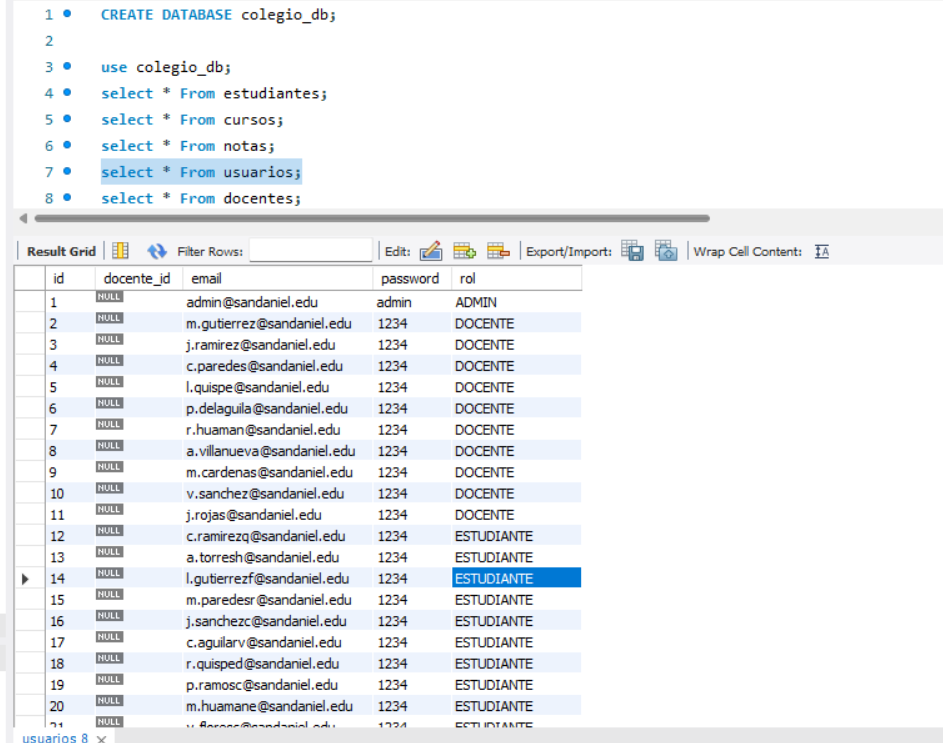 1 CREATE DATABASE colegio_db;
2
3 use colegio_db;
4 select * From estudiantes;
5 select * From cursos;
6 select * From notas;
7 select * From usuarios;
8 select * From docentes;
Result Grid Filter Rows: Edit: Export/Import: Wrap Cell Content: IA
id docente_id email password rol
1 NULL admin@sandaniel.edu admin ADMIN
2 NULL m.gutierrez@sandaniel.edu 1234 DOCENTE
3 NULL j.ramirez@sandaniel.edu 1234 DOCENTE
4 NULL c.paredes@sandaniel.edu 1234 DOCENTE
5 NULL l.quispe@sandaniel.edu 1234 DOCENTE
6 NULL p.delaguila@sandaniel.edu 1234 DOCENTE
7 NULL r.huaman@sandaniel.edu 1234 DOCENTE
8 NULL a.villanueva@sandaniel.edu 1234 DOCENTE
9 NULL m.cardenas@sandaniel.edu 1234 DOCENTE
10 NULL v.sanchez@sandaniel.edu 1234 DOCENTE
11 NULL j.rojas@sandaniel.edu 1234 DOCENTE
12 NULL c.ramirezq@sandaniel.edu 1234 ESTUDIANTE
13 NULL a.torresh@sandaniel.edu 1234 ESTUDIANTE
14 NULL l.gutierrezf@sandaniel.edu 1234 ESTUDIANTE
15 NULL m.paredesr@sandaniel.edu 1234 ESTUDIANTE
16 NULL j.sanchezc@sandaniel.edu 1234 ESTUDIANTE
17 NULL c.aguilarv@sandaniel.edu 1234 ESTUDIANTE
18 NULL r.quisped@sandaniel.edu 1234 ESTUDIANTE
19 NULL p.ramosc@sandaniel.edu 1234 ESTUDIANTE
20 NULL m.huamane@sandaniel.edu 1234 ESTUDIANTE
21 NULL 1234 ESTUDIANTE
usuarios 8